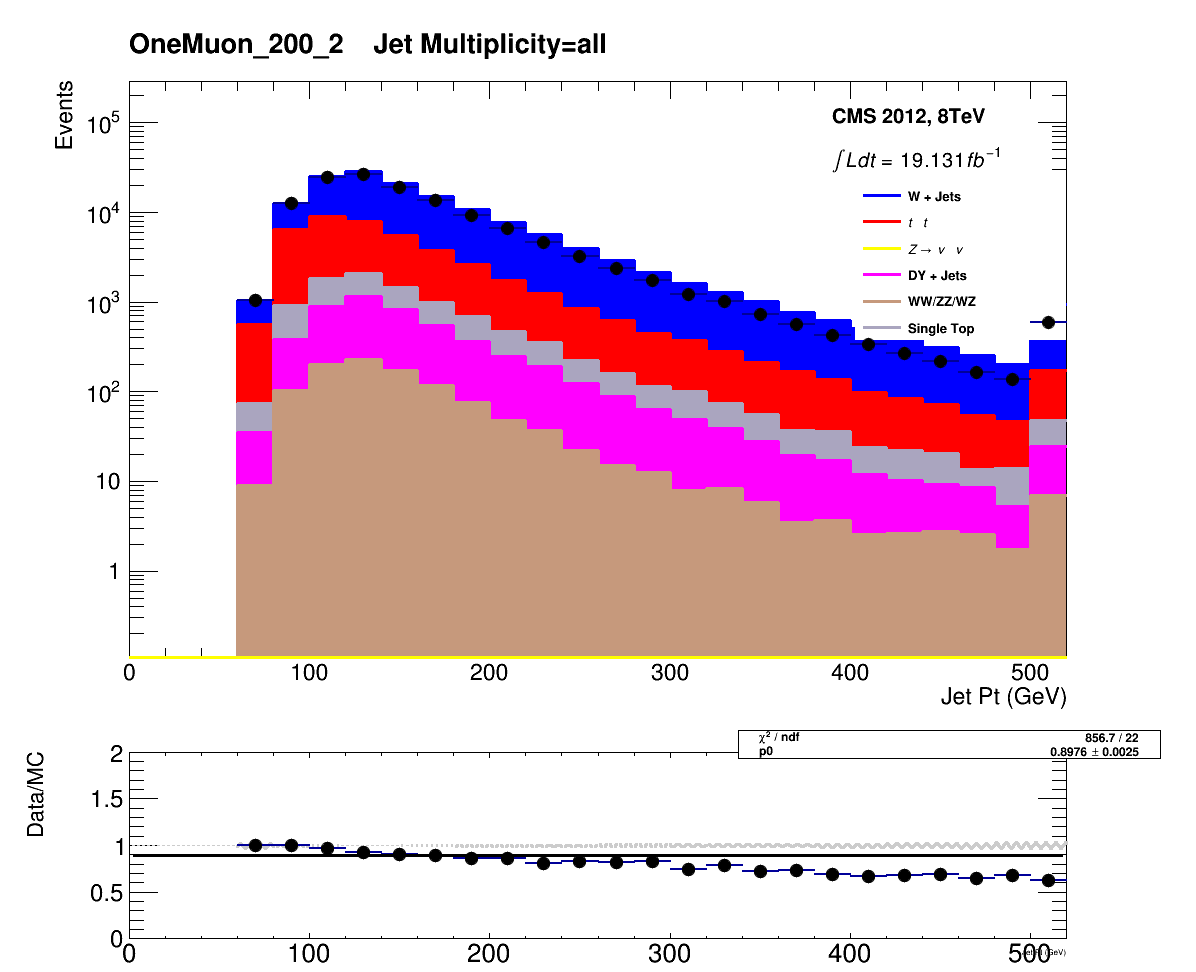 OneMuon_200_2 Jet Multiplicity=all
Events
CMS 2012, 8TeV
∫Ldt = 19.131fb⁻¹
W + Jets
t t
Z→ ν ν
DY + Jets
WW/ZZ/WZ
Single Top
10⁵
10⁴
10³
10²
10
1
0 100 200 300 400 500
Jet Pt (GeV)
χ² / ndf 856.7 / 22
p0 0.8976 ± 0.0025
Data/MC
2
1.5
1
0.5
0
0 100 200 300 400 500